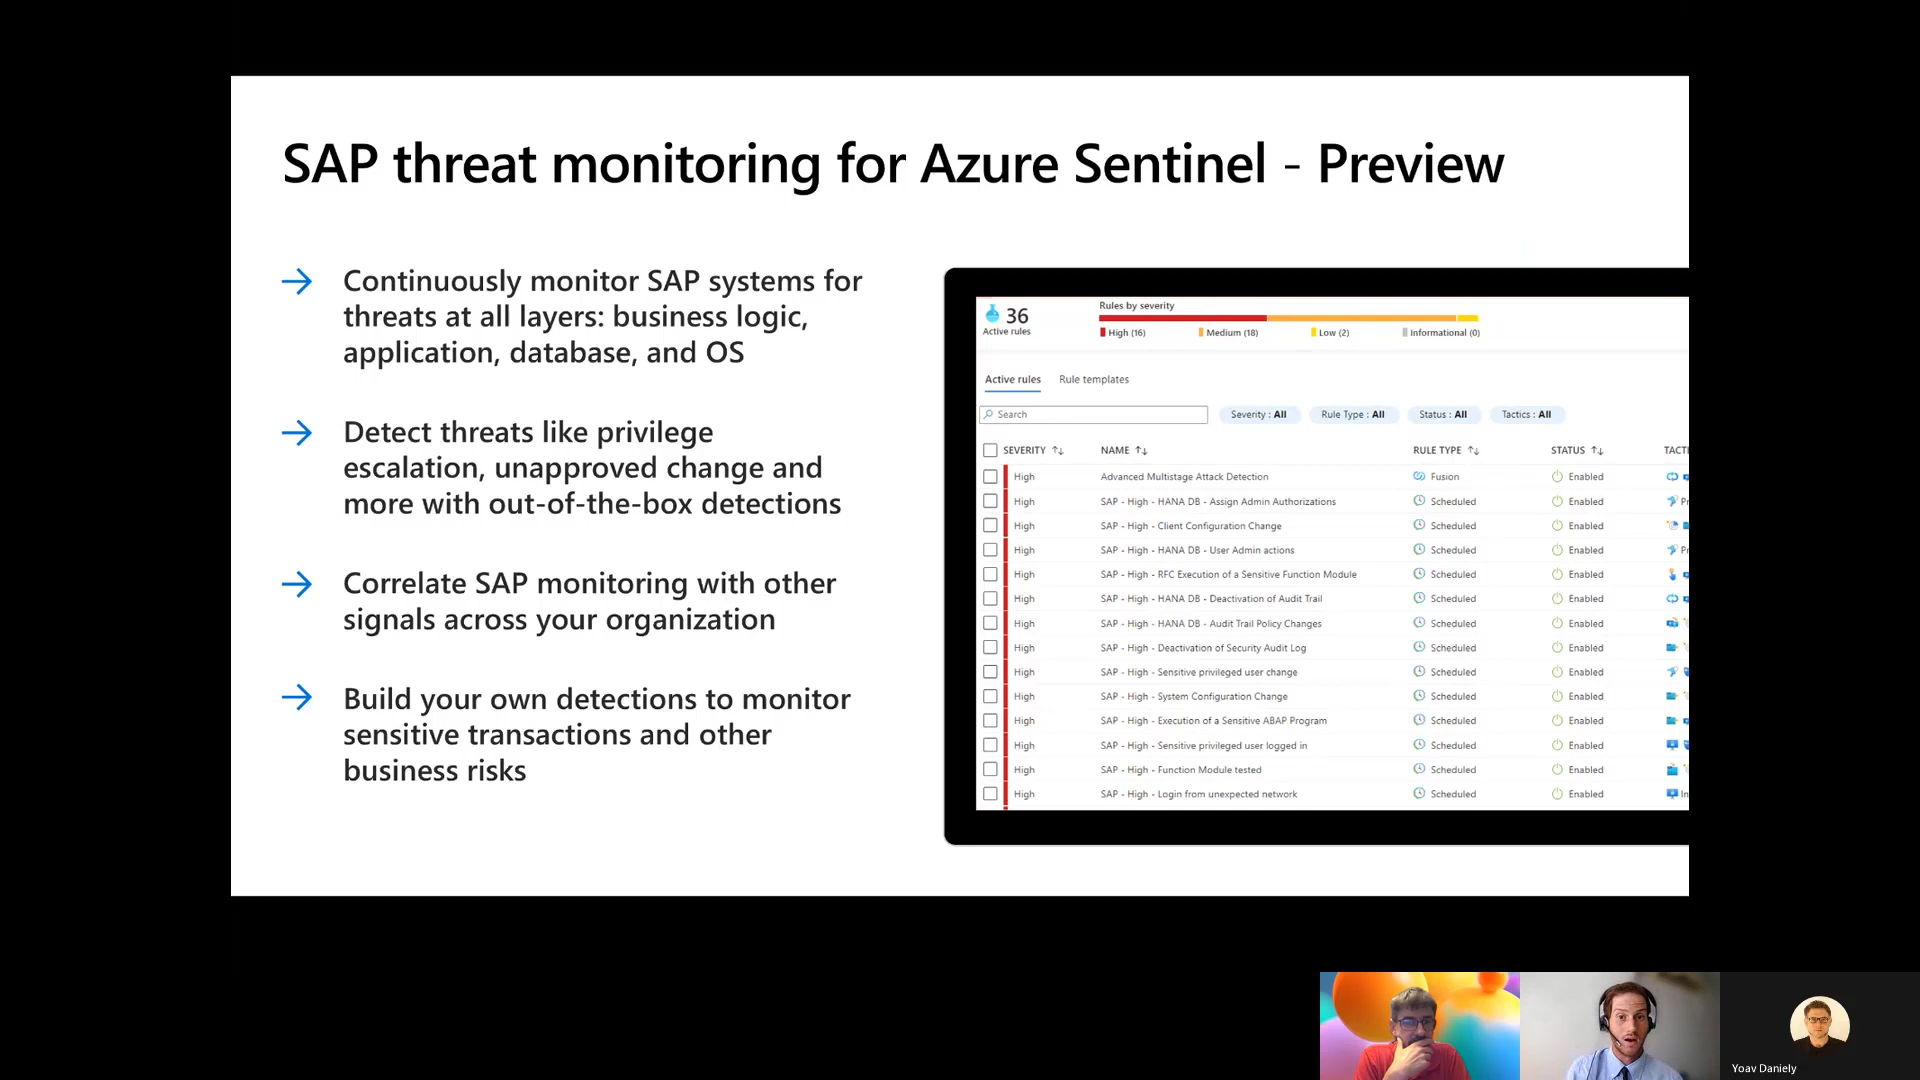 SAP threat monitoring for Azure Sentinel - Preview
Continuously monitor SAP systems for
threats at all layers: business logic,
application, database, and OS
Detect threats like privilege
escalation, unapproved change and
more with out-of-the-box detections
Correlate SAP monitoring with other
signals across your organization
Build your own detections to monitor
sensitive transactions and other
business risks
36
Active rules
Rules by severity
High (16) Medium (18) Low (2) Informational (0)
Active rules Rule templates
Search Severity : All Rule Type : All Status : All Tactics : All
SEVERITY NAME RULE TYPE STATUS TACTI
High Advanced Multistage Attack Detection Fusion Enabled
High SAP - High - HANA DB - Assign Admin Authorizations Scheduled Enabled Pr
High SAP - High - Client Configuration Change Scheduled Enabled
High SAP - High - HANA DB - User Admin actions Scheduled Enabled Pr
High SAP - High - RFC Execution of a Sensitive Function Module Scheduled Enabled
High SAP - High - HANA DB - Deactivation of Audit Trail Scheduled Enabled
High SAP - High - HANA DB - Audit Trail Policy Changes Scheduled Enabled
High SAP - High - Deactivation of Security Audit Log Scheduled Enabled
High SAP - High - Sensitive privileged user change Scheduled Enabled
High SAP - High - System Configuration Change Scheduled Enabled
High SAP - High - Execution of a Sensitive ABAP Program Scheduled Enabled
High SAP - High - Sensitive privileged user logged in Scheduled Enabled
High SAP - High - Function Module tested Scheduled Enabled
High SAP - High - Login from unexpected network Scheduled Enabled In
Yoav Daniely